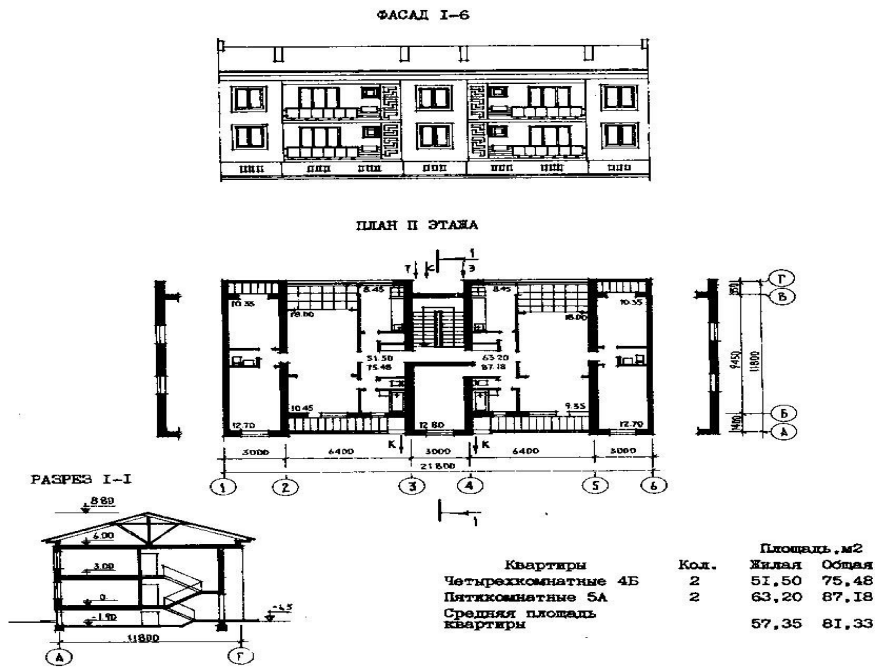 ФАСАД I-6
ПЛАН II ЭТАЖА
1
Т С З
10.35 18.00 8.45 8.45 18.00 10.35
51.50 63.20
75.48 87.18
12.70 10.45 12.80 9.35 12.70
К К
3000 6400 3000 6400 3000
21800
1 2 3 4 5 6
1
Г
В
Б
А
9450
11800
1400
РАЗРЕЗ I-I
8.80
6.00
3.00
0
-1.90
11800
А Г
Площадь,м2
Квартиры Кол. Жилая Общая
Четырехкомнатные 4Б 2 51,50 75,48
Пятикомнатные 5А 2 63,20 87,18
Средняя площадь
квартиры 57,35 81,33